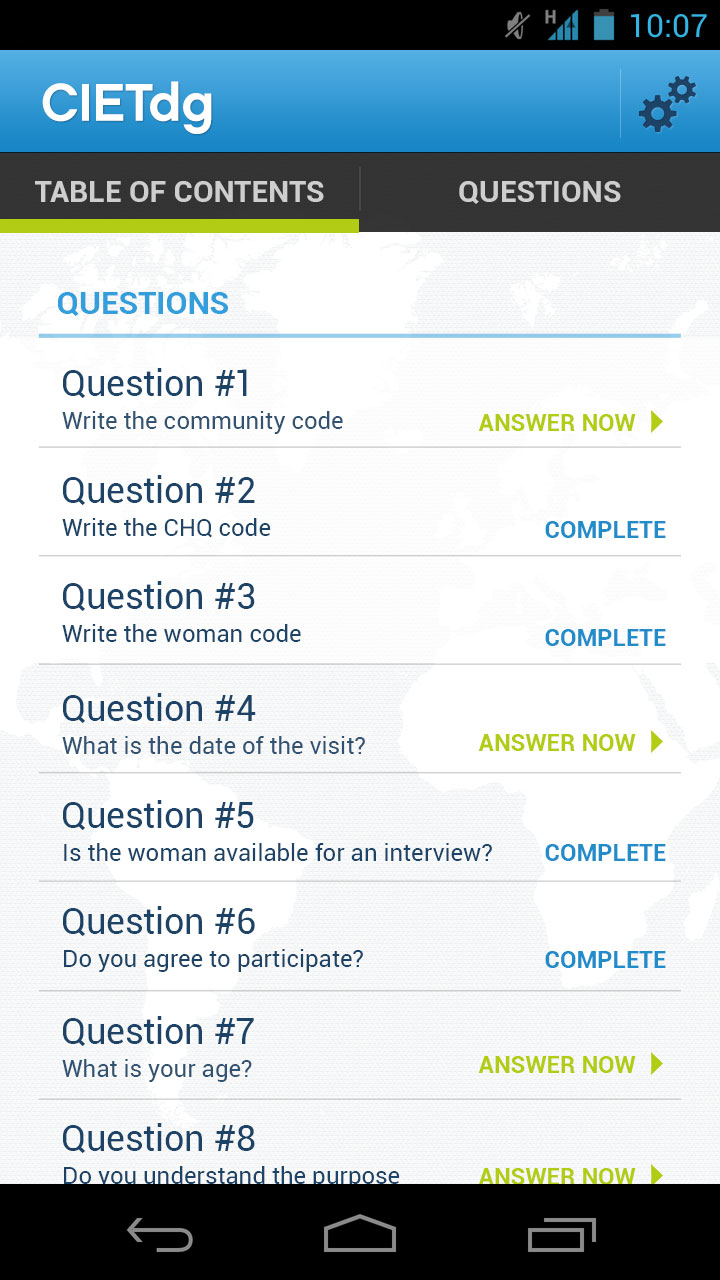 H
10:07
CIETdg
TABLE OF CONTENTS
QUESTIONS
QUESTIONS
Question #1
Write the community code
ANSWER NOW
Question #2
Write the CHQ code
COMPLETE
Question #3
Write the woman code
COMPLETE
Question #4
What is the date of the visit?
ANSWER NOW
Question #5
Is the woman available for an interview?
COMPLETE
Question #6
Do you agree to participate?
COMPLETE
Question #7
What is your age?
ANSWER NOW
Question #8
Do you understand the purpose
ANSWER NOW